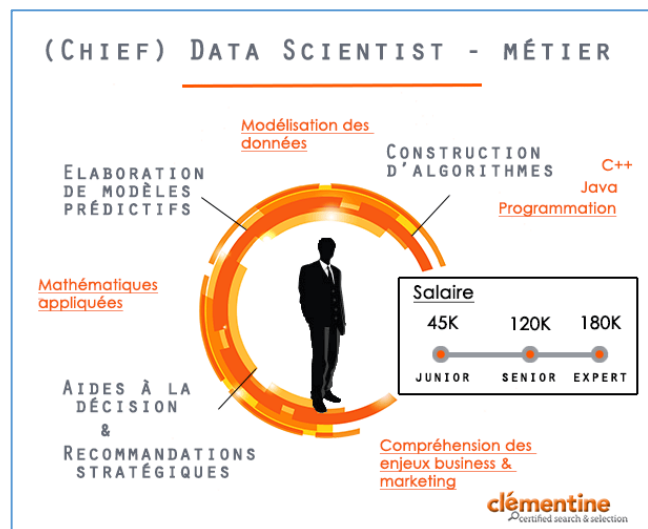 (Chief) Data Scientist - métier
Modélisation des
données
Elaboration
de modèles
prédictifs
Construction
d'algorithmes
C++
Java
Programmation
Mathématiques
appliquées
Salaire
45K 120K 180K
JUNIOR SENIOR EXPERT
Aides à la
décision
&
Recommandations
stratégiques
Compréhension des
enjeux business &
marketing
clémentine
certified search & selection